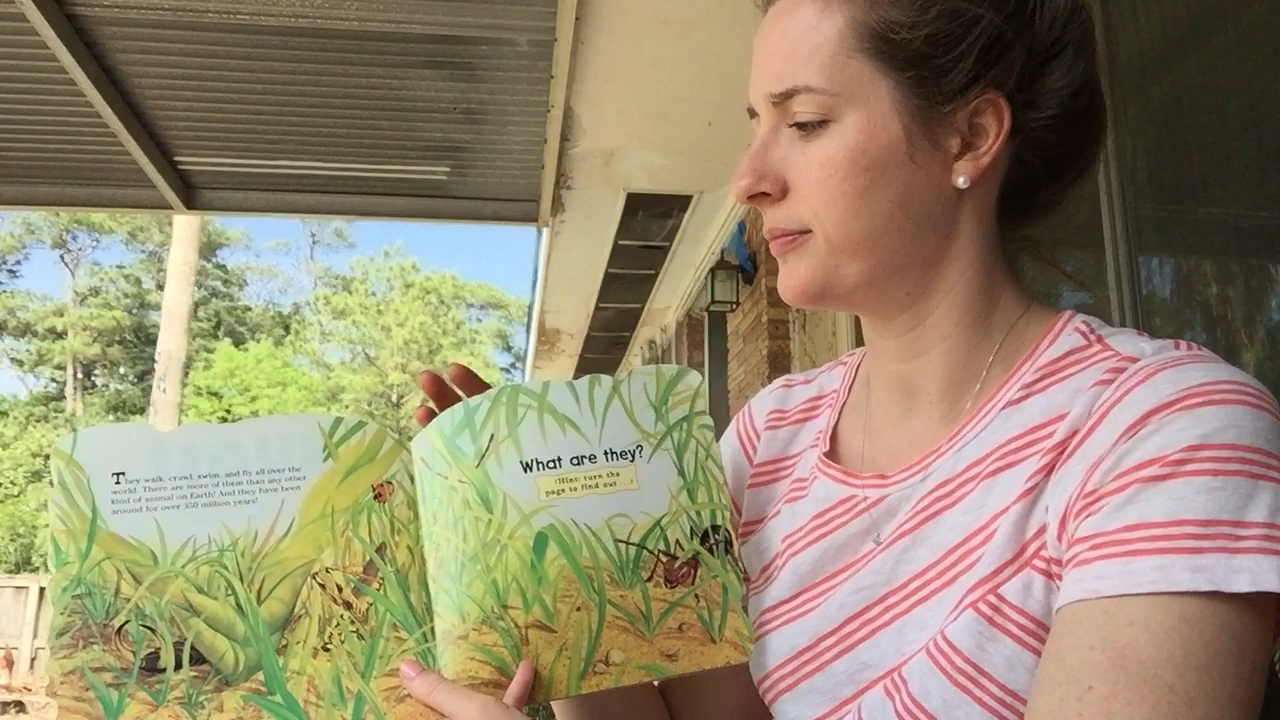 They walk, crawl, swim, and fly all over the
world. There are more of them than any other
kind of animal on Earth! And they have been
around for over 350 million years!
What are they?
(Hint: turn the
page to find out . . .)